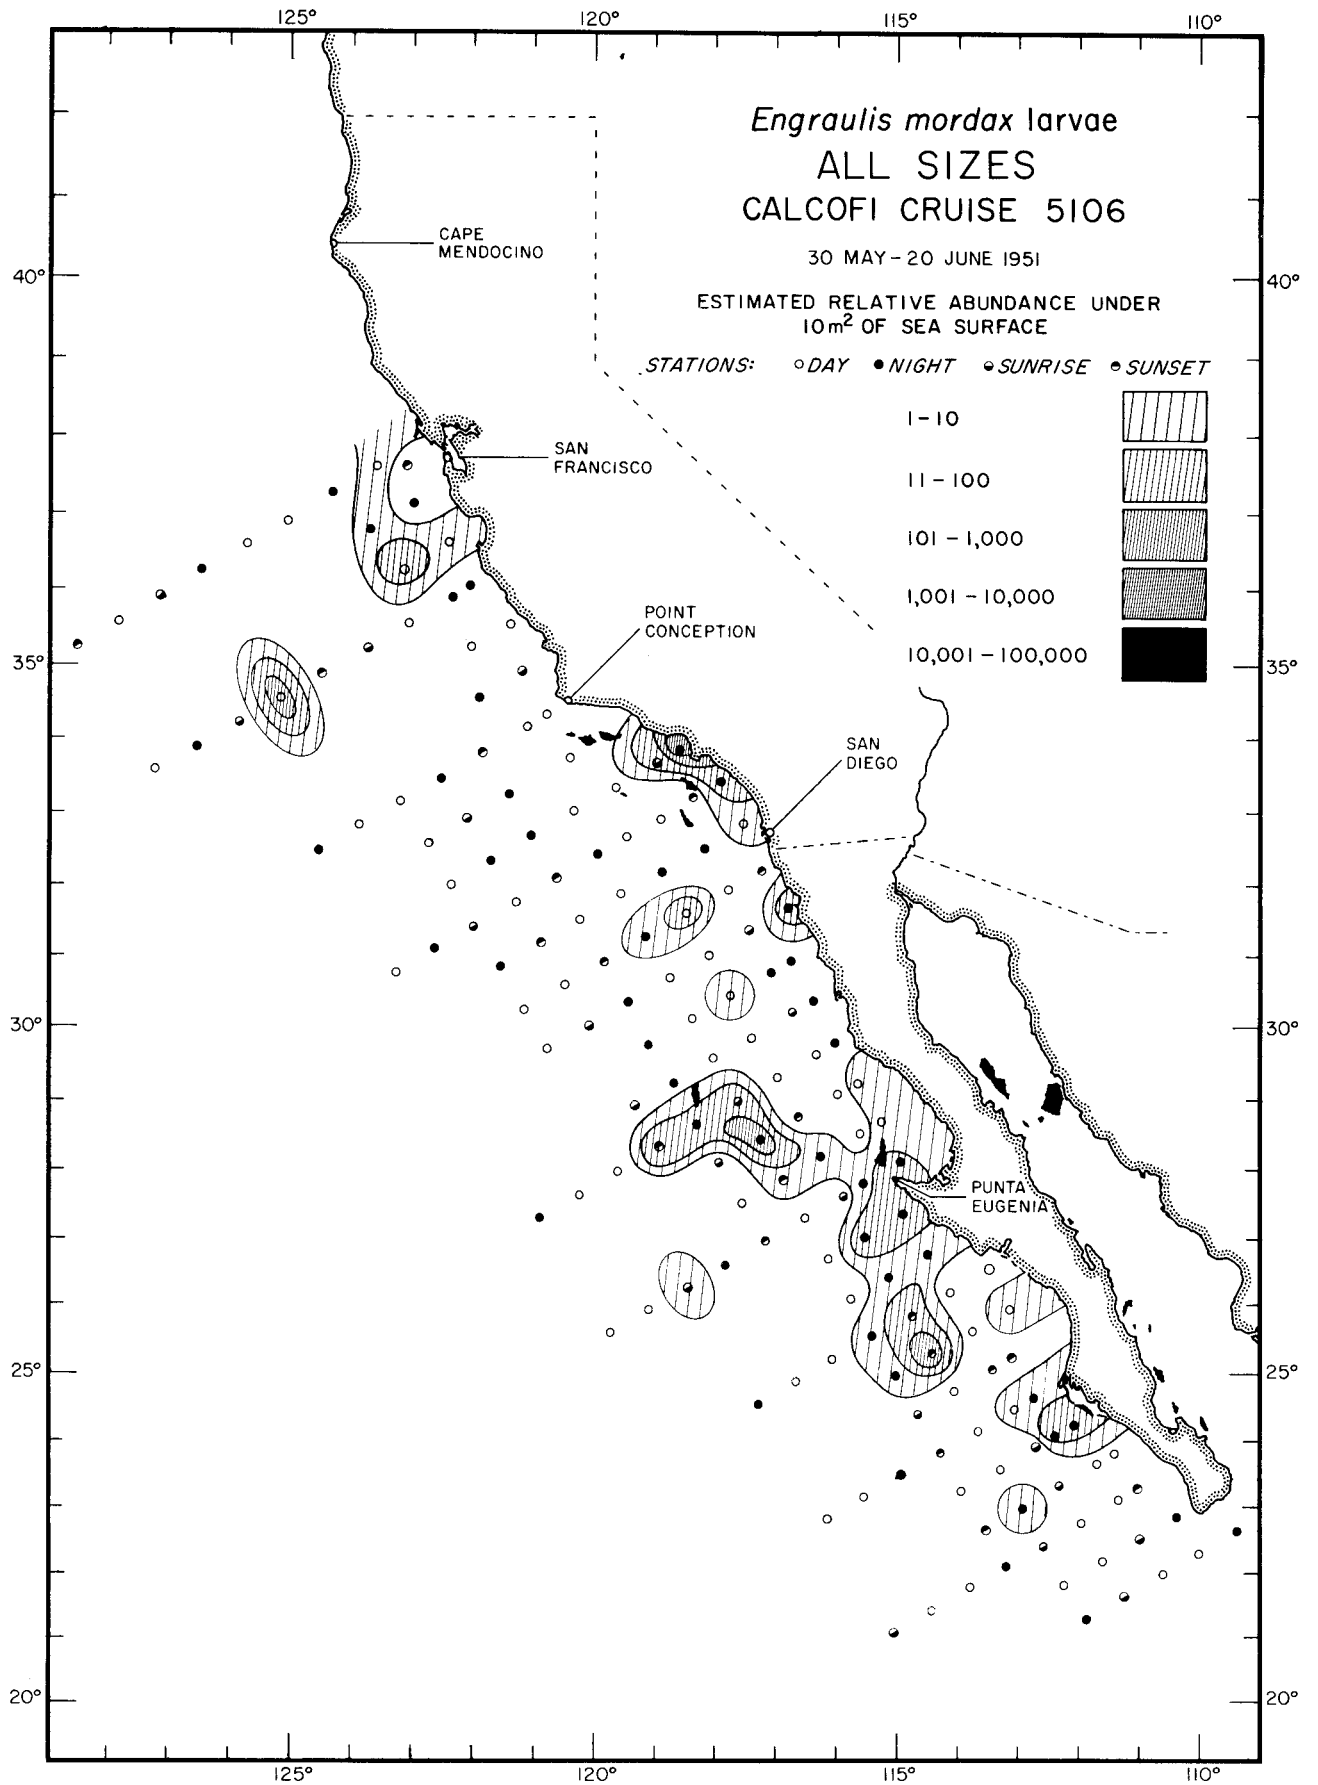 125° 120° 115° 110°
Engraulis mordax larvae
ALL SIZES
CALCOFI CRUISE 5106
30 MAY – 20 JUNE 1951
ESTIMATED RELATIVE ABUNDANCE UNDER
10m² OF SEA SURFACE
STATIONS: DAY NIGHT SUNRISE SUNSET
1 – 10
11 – 100
101 – 1,000
1,001 – 10,000
10,001 – 100,000
CAPE
MENDOCINO
40° 40°
SAN
FRANCISCO
POINT
CONCEPTION
35° 35°
SAN
DIEGO
30° 30°
PUNTA
EUGENIA
25° 25°
20° 20°
125° 120° 115° 110°